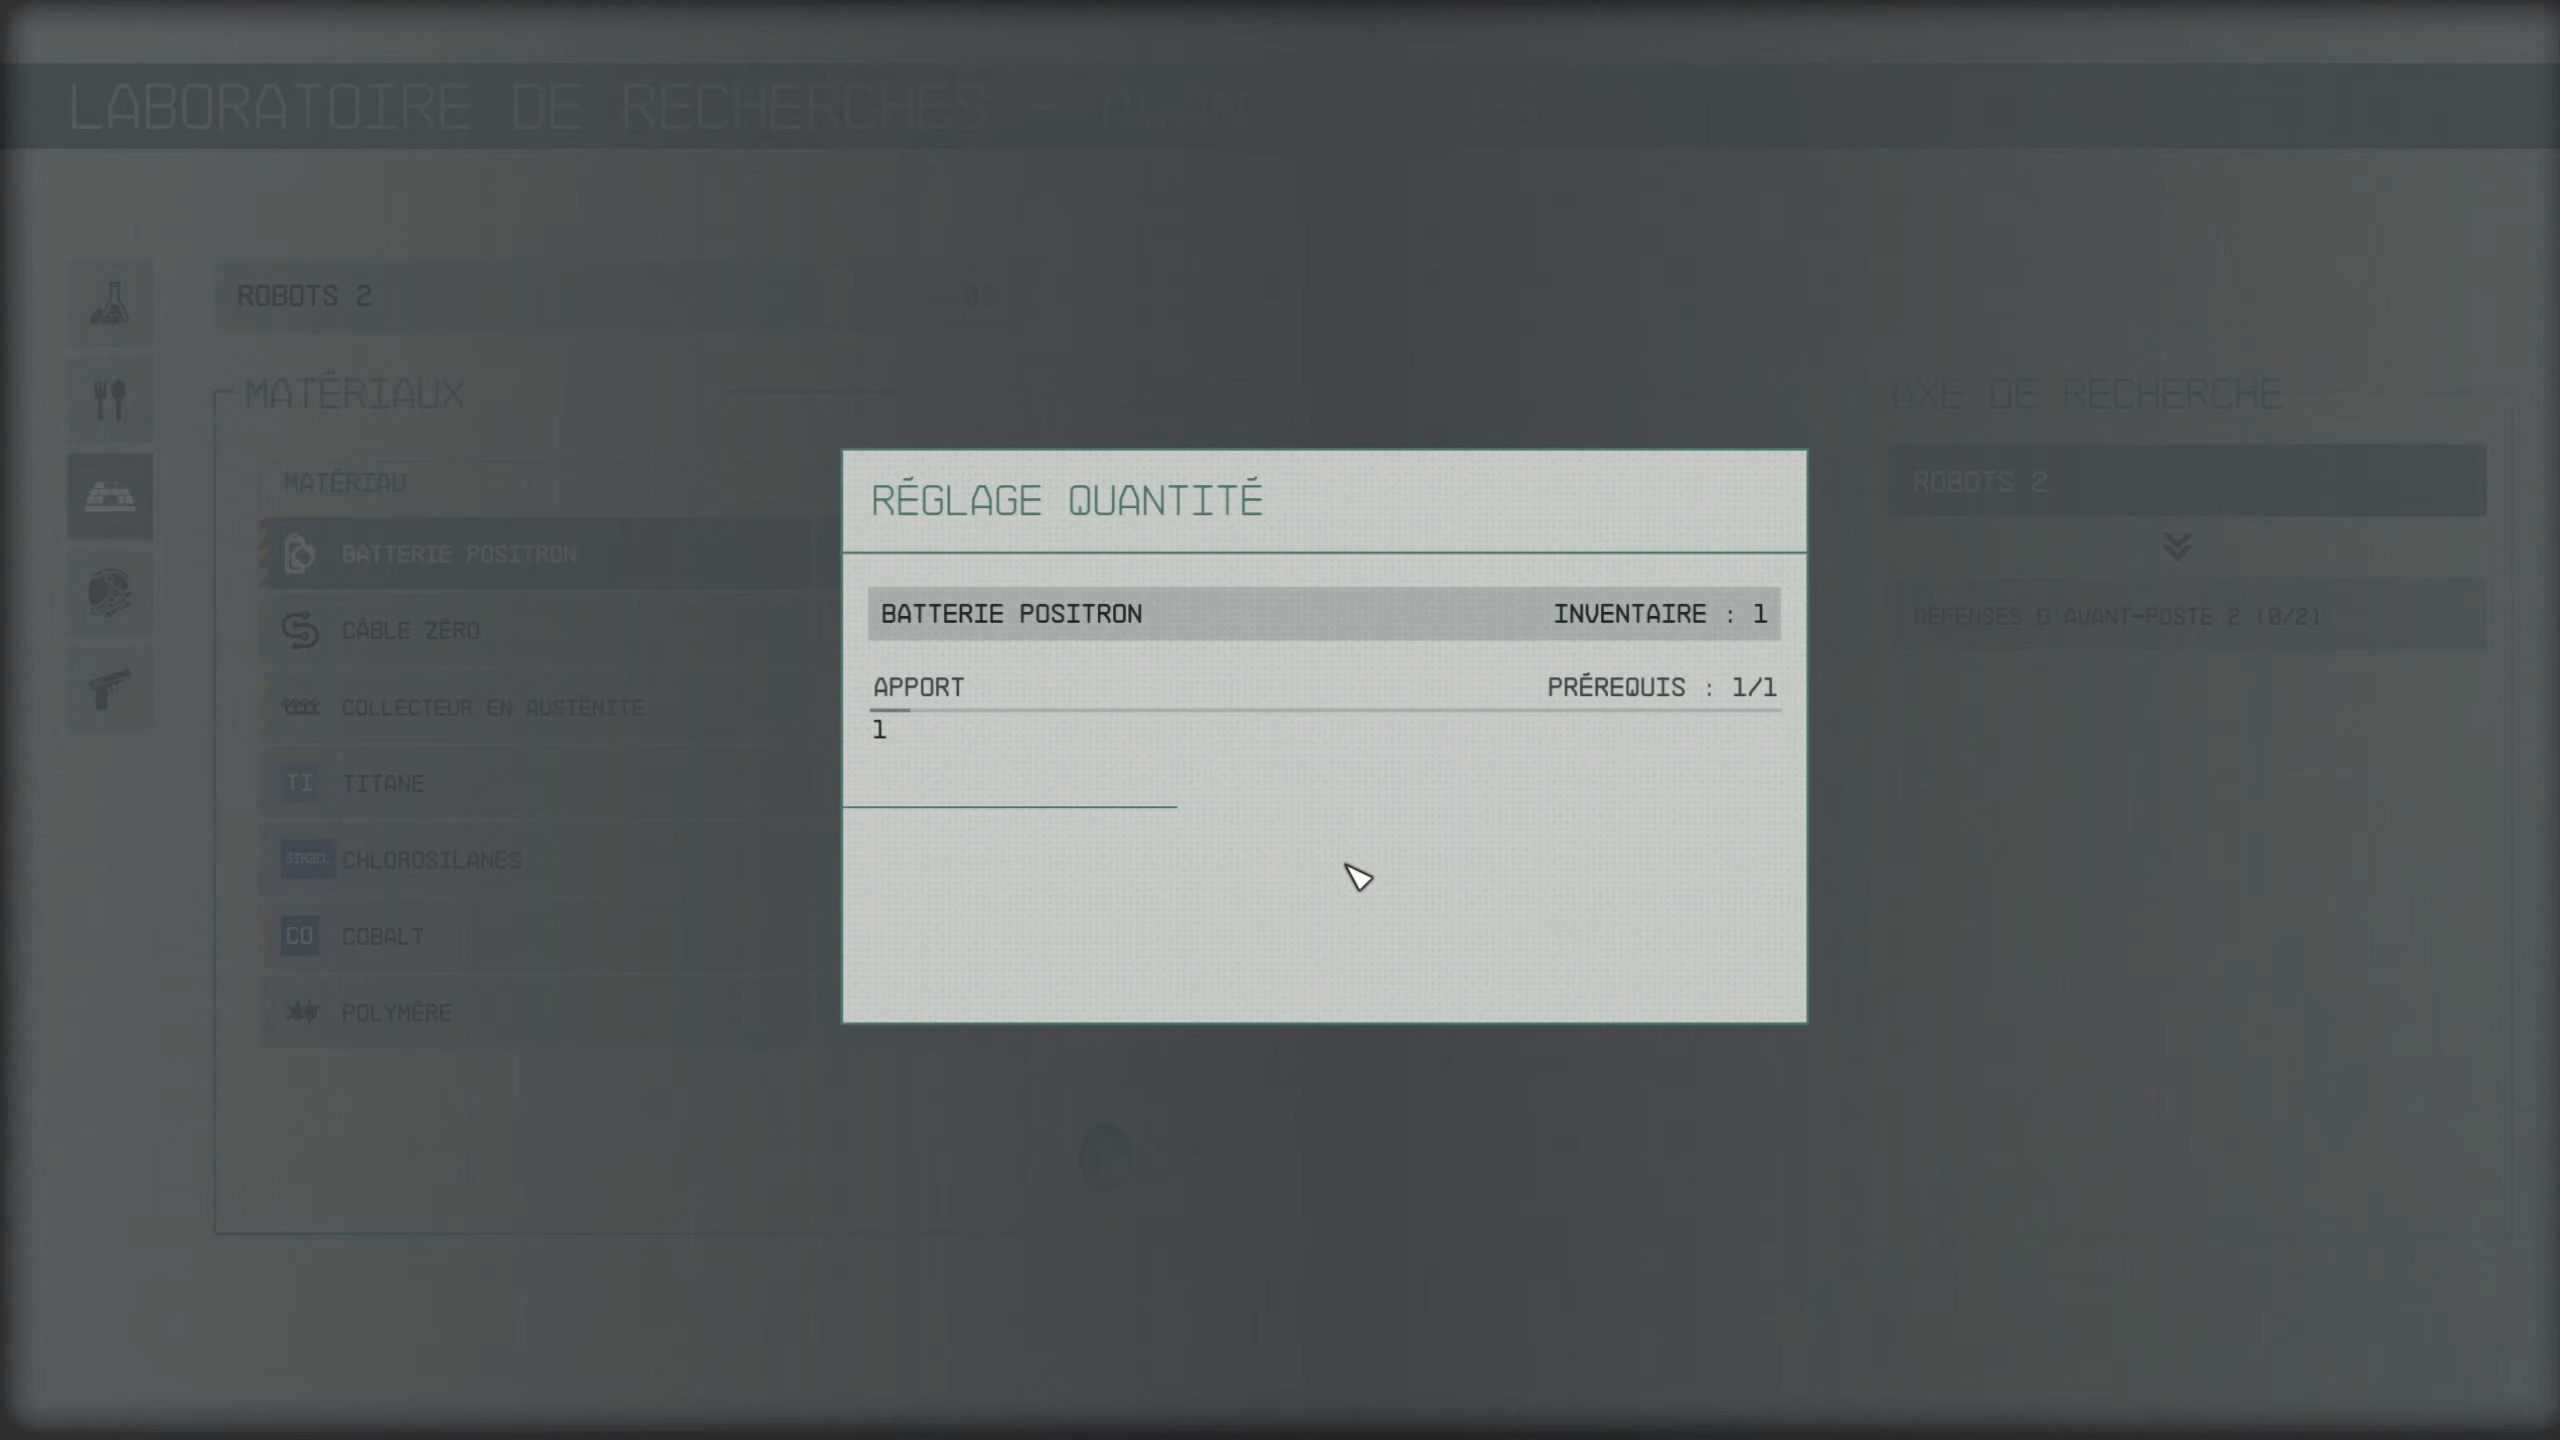 LABORATOIRE DE RECHERCHES -
ROBOTS 2
MATÉRIAUX
MATÉRIAU
BATTERIE POSITRON
CÂBLE ZÉRO
COLLECTEUR EN AUSTÉNITE
TI TITANE
CHLOROSILANES
CO COBALT
POLYMÈRE
RÉGLAGE QUANTITÉ
BATTERIE POSITRON INVENTAIRE : 1
APPORT PRÉREQUIS : 1/1
1
AXE DE RECHERCHE
ROBOTS 2
DÉFENSES D'AVANT-POSTE 2 (0/2)